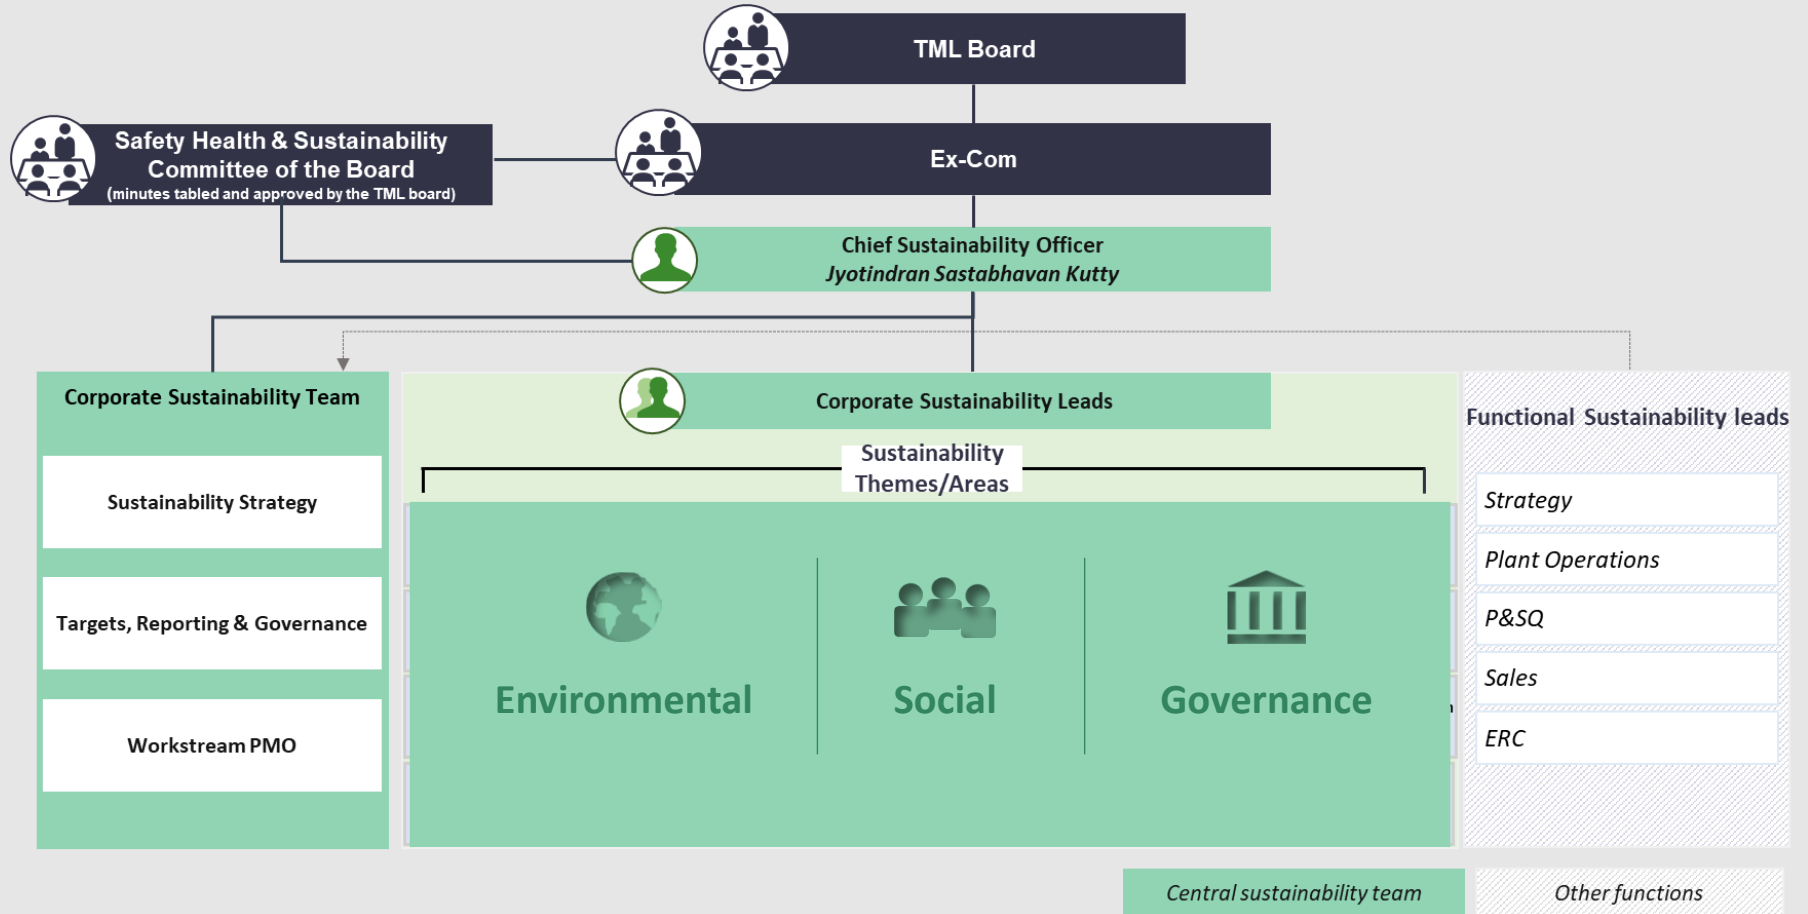 TML Board
Safety Health & Sustainability
Committee of the Board
(minutes tabled and approved by the TML board)
Ex-Com
Chief Sustainability Officer
Jyotindran Sastabhavan Kutty
Corporate Sustainability Team
Sustainability Strategy
Targets, Reporting & Governance
Workstream PMO
Corporate Sustainability Leads
Sustainability
Themes/Areas
Environmental
Social
Governance
Functional Sustainability leads
Strategy
Plant Operations
P&SQ
Sales
ERC
Central sustainability team
Other functions